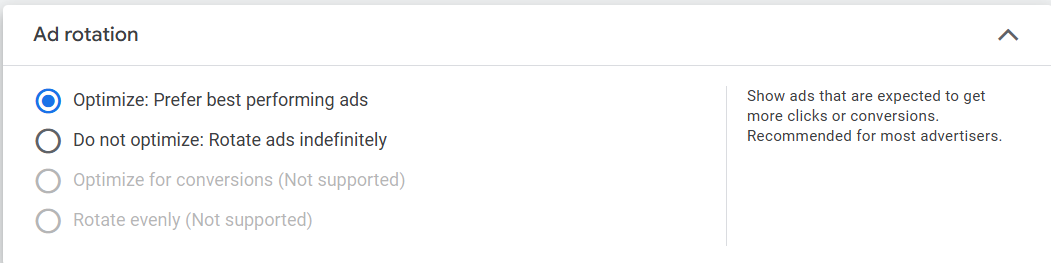 Ad rotation
Optimize: Prefer best performing ads
Do not optimize: Rotate ads indefinitely
Optimize for conversions (Not supported)
Rotate evenly (Not supported)
Show ads that are expected to get
more clicks or conversions.
Recommended for most advertisers.